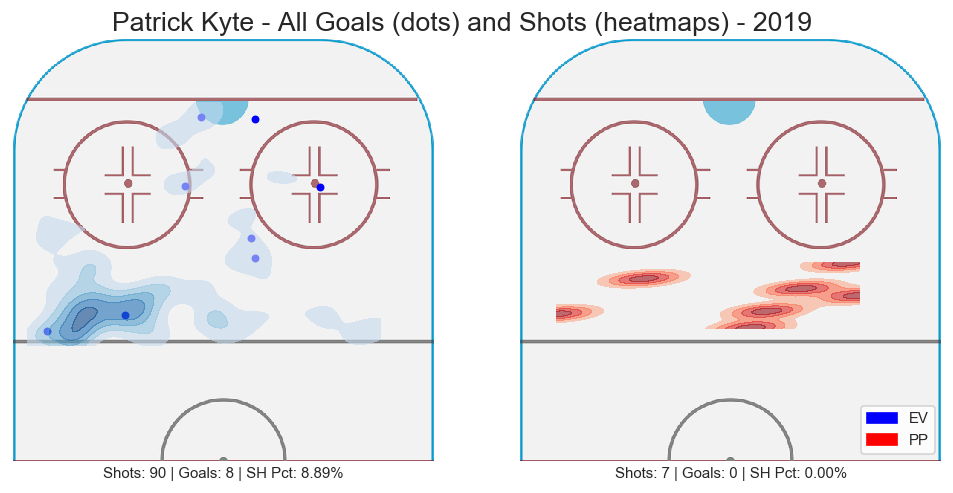 Patrick Kyte - All Goals (dots) and Shots (heatmaps) - 2019
EV
PP
Shots: 90 | Goals: 8 | SH Pct: 8.89%
Shots: 7 | Goals: 0 | SH Pct: 0.00%